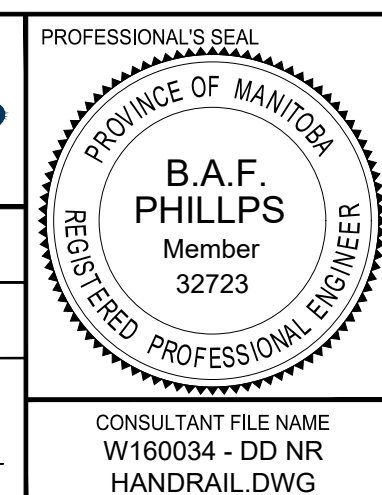 PROFESSIONAL'S SEAL
PROVINCE OF MANITOBA
B.A.F.
PHILLPS
Member
32723
REGISTERED PROFESSIONAL ENGINEER
CONSULTANT FILE NAME
W160034 - DD NR
HANDRAIL.DWG